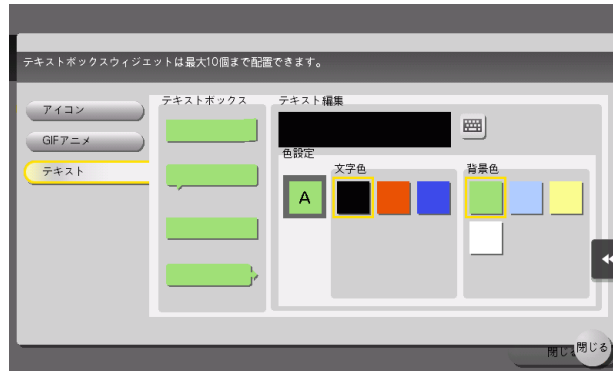 テキストボックスウィジェットは最大10個まで配置できます。
アイコン
GIFアニメ
テキスト
テキストボックス
テキスト編集
色設定
A
文字色
背景色
閉じる
閉じる